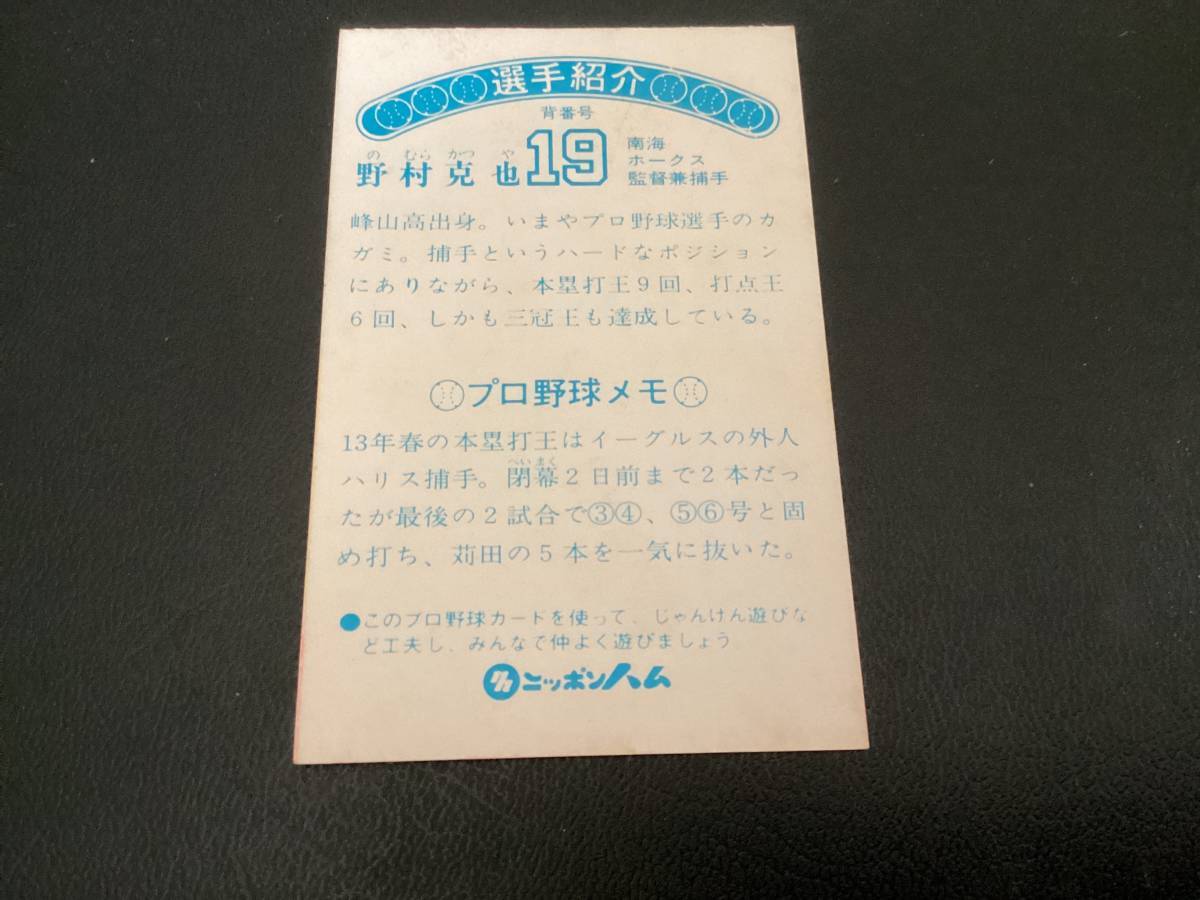 選手紹介
背番号
の むら かつ や
野村克也
19
南海
ホークス
監督兼捕手
峰山高出身。いまやプロ野球選手のカ
ガミ。捕手というハードなポジション
にありながら、本塁打王9回、打点王
6回、しかも三冠王も達成している。
プロ野球メモ
13年春の本塁打王はイーグルスの外人
へいまく
ハリス捕手。閉幕2日前まで2本だっ
たが最後の2試合で③④、⑤⑥号と固
め打ち、苅田の5本を一気に抜いた。
●このプロ野球カードを使って、じゃんけん遊びな
ど工夫し、みんなで仲よく遊びましょう
ニッポンハム